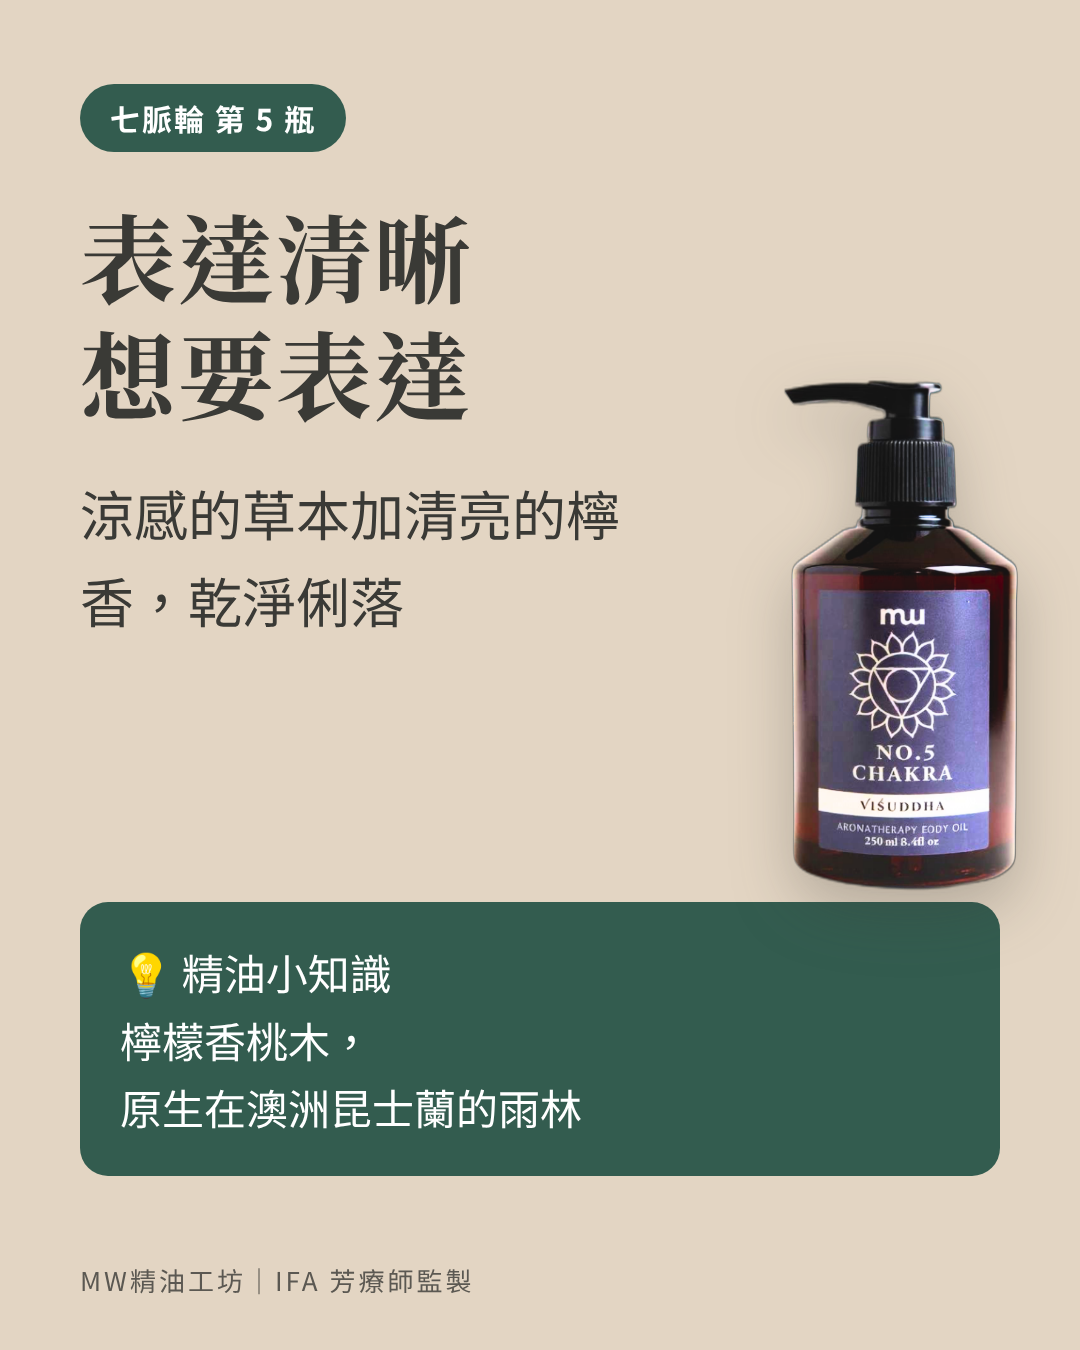 七脈輪 第 5 瓶
表達清晰
想要表達
涼感的草本加清亮的檸
香，乾淨俐落
mw
NO.5
CHAKRA
VIŚUDDHA
ARONATHERAPY EODY OIL
250 ml 8.4fl oz
💡 精油小知識
檸檬香桃木，
原生在澳洲昆士蘭的雨林
MW精油工坊｜IFA 芳療師監製